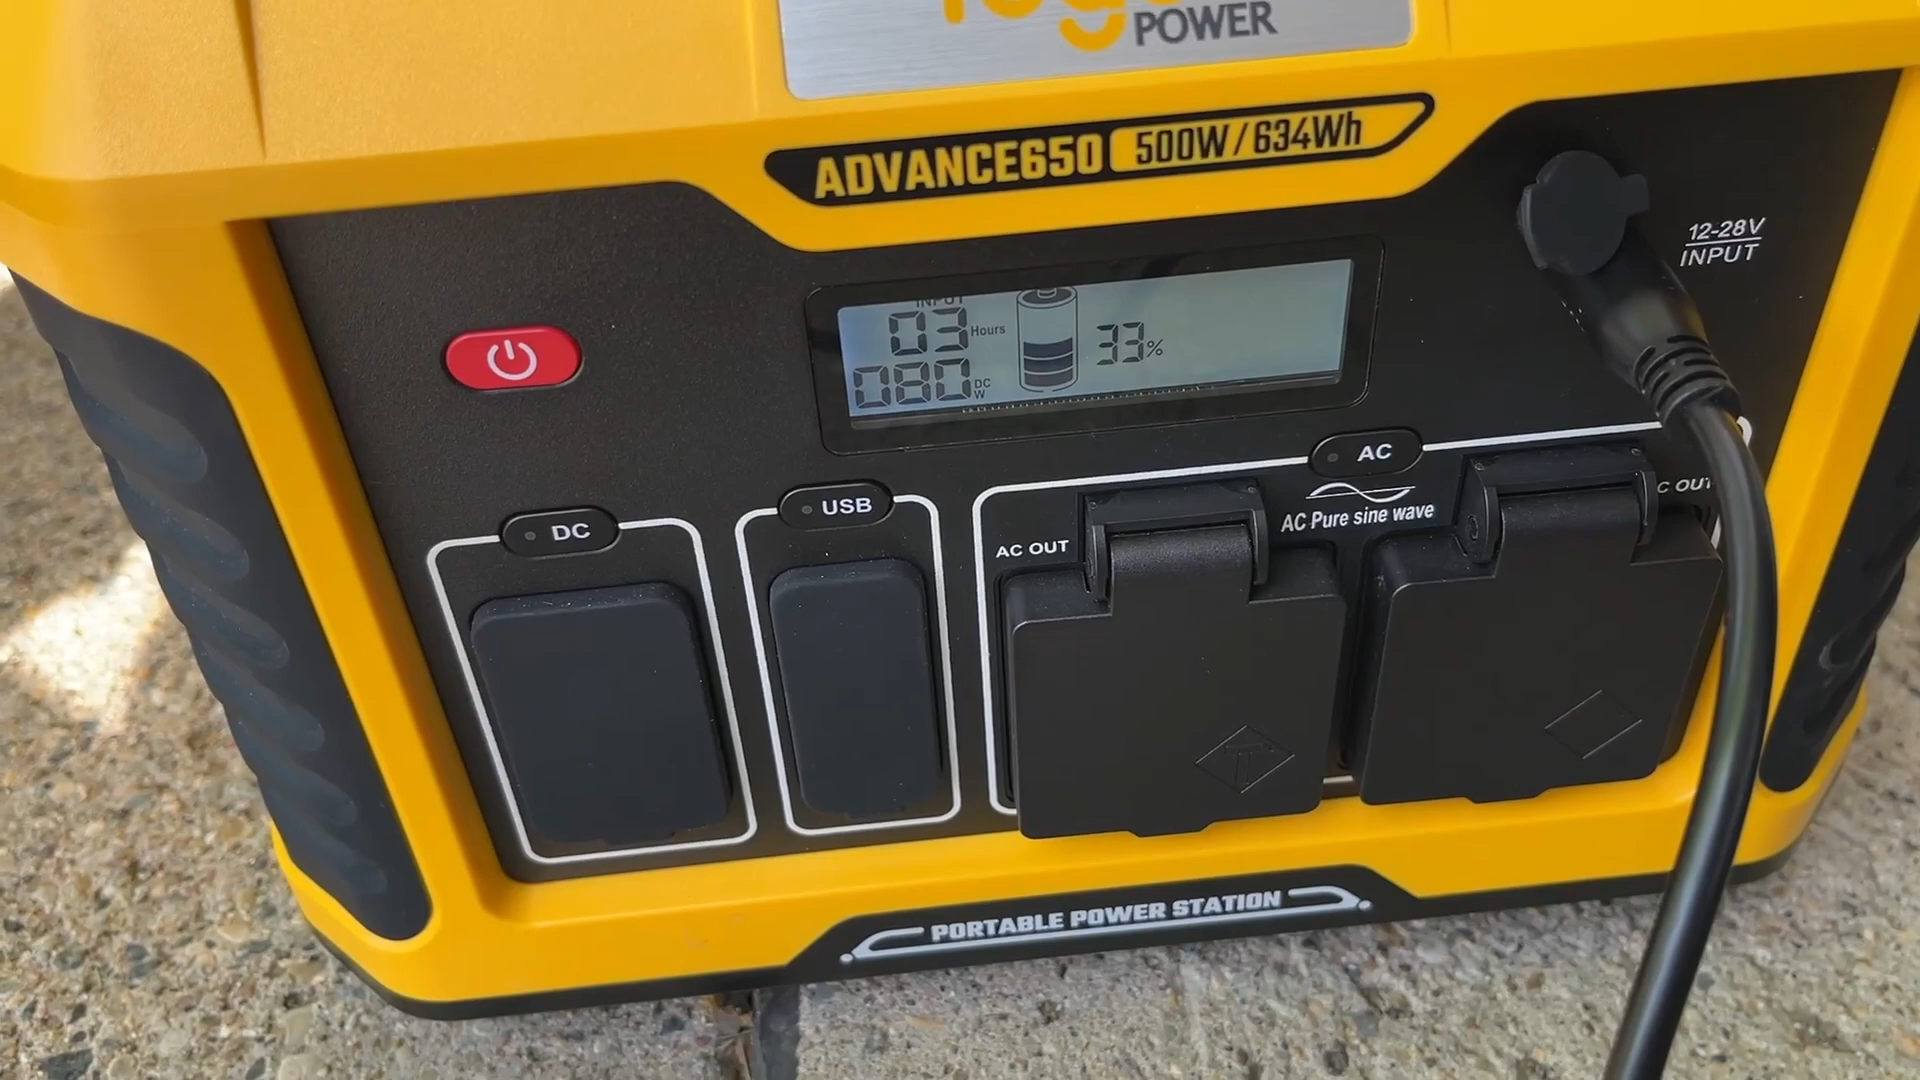 POWER
ADVANCE650 500W/634Wh
12-28V
INPUT
INPUT
03 Hours
33%
080 DC
W
AC
DC
USB
AC Pure sine wave
AC OUT
PORTABLE POWER STATION